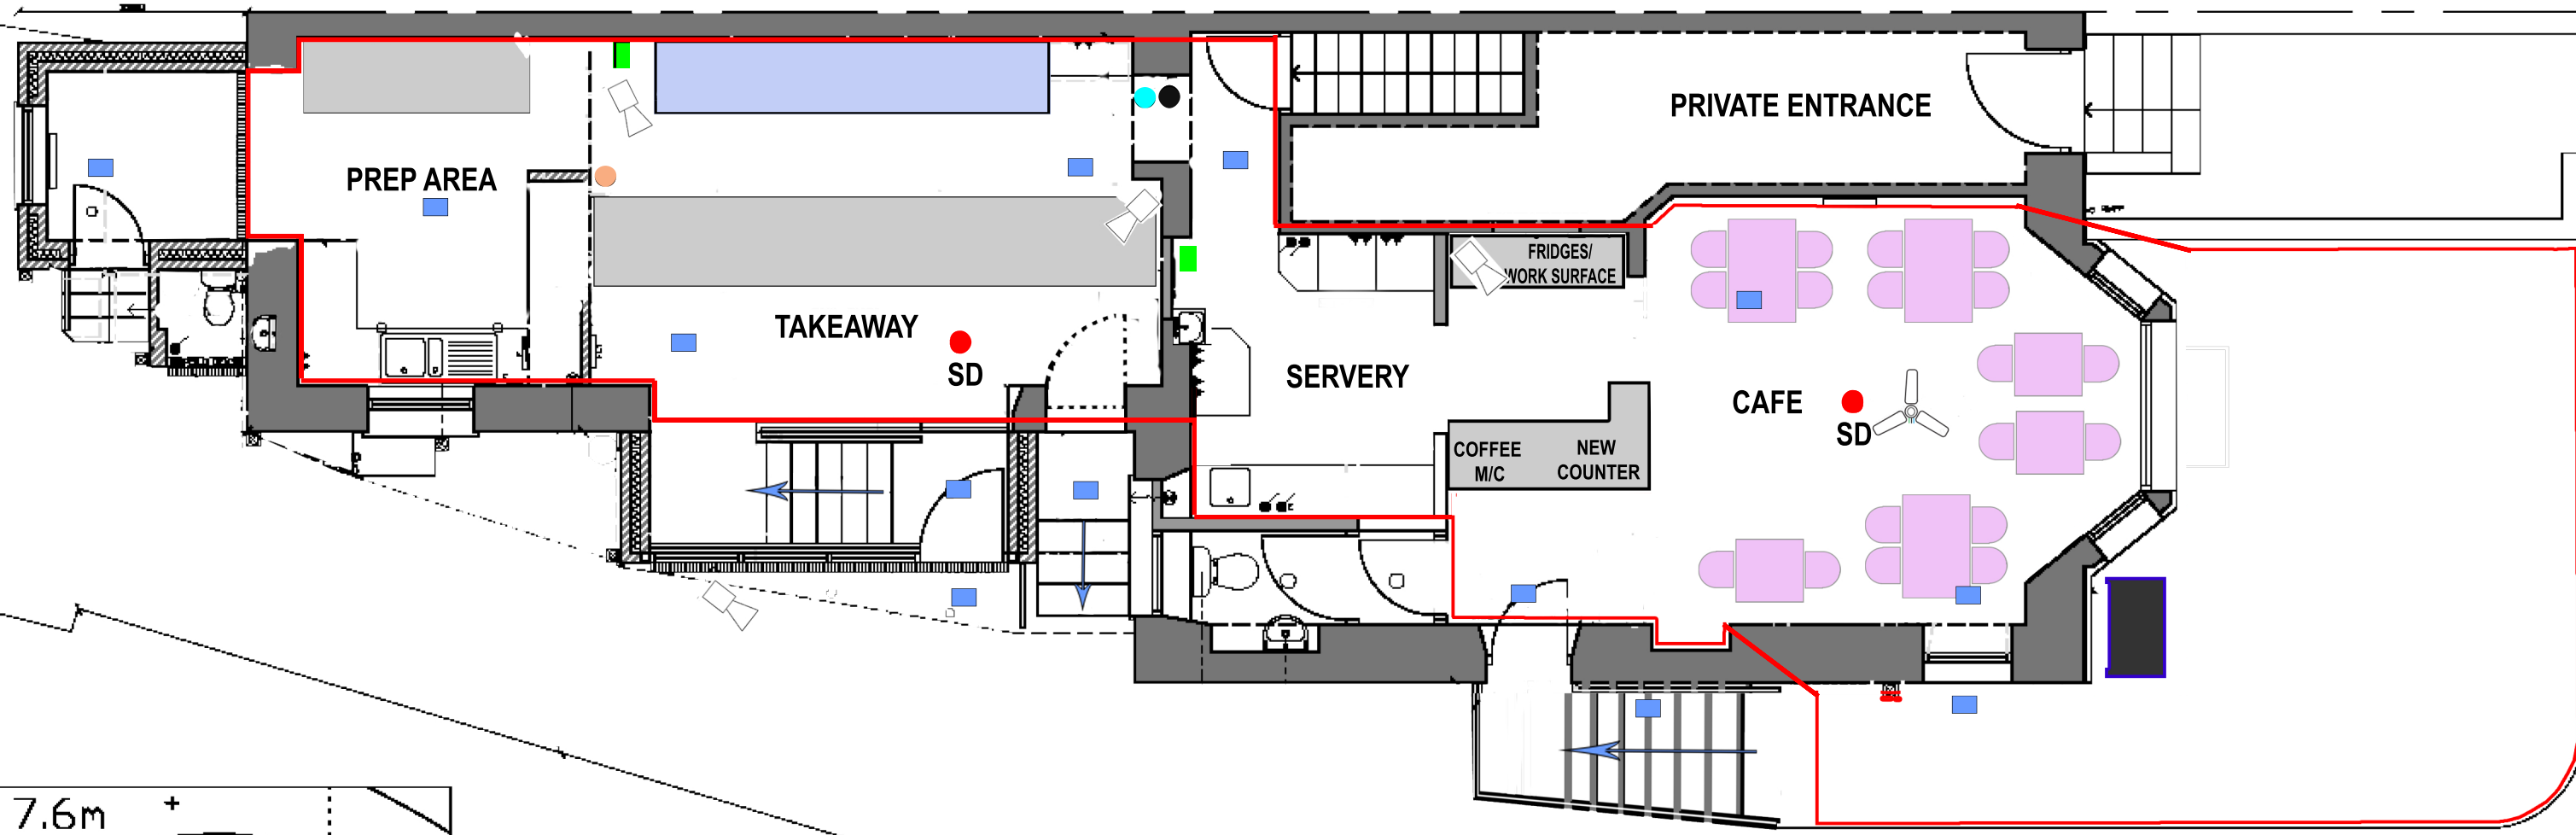 PRIVATE ENTRANCE
PREP AREA
FRIDGES/
WORK SURFACE
TAKEAWAY
SD
SERVERY
CAFE
SD
COFFEE
M/C
NEW
COUNTER
7.6m